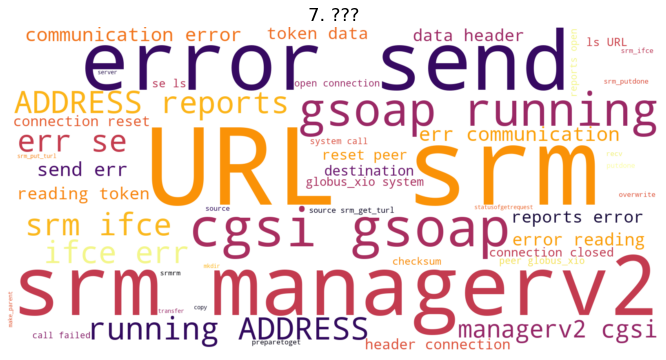 7. ???
communication error
token data
data header
ls URL
srm_ifce
error send
server
se ls
open connection
reports open
srm_putdone
ADDRESS reports
gsoap running
connection reset
URL
srm
err se
system call
err communication
srm_put_turl
reset peer
send err
destination
globus_xio system
reading token
overwrite
source
source srm_get_turl
statusofgetrequest
srm ifce
cgsi gsoap
reports error
error reading
ifce err
connection closed
checksum
peer globus_xio
mkdir
srmrm
srm managerv2
make_parent
transfer
copy
call failed
running ADDRESS
preparetoget
managerv2 cgsi
header connection